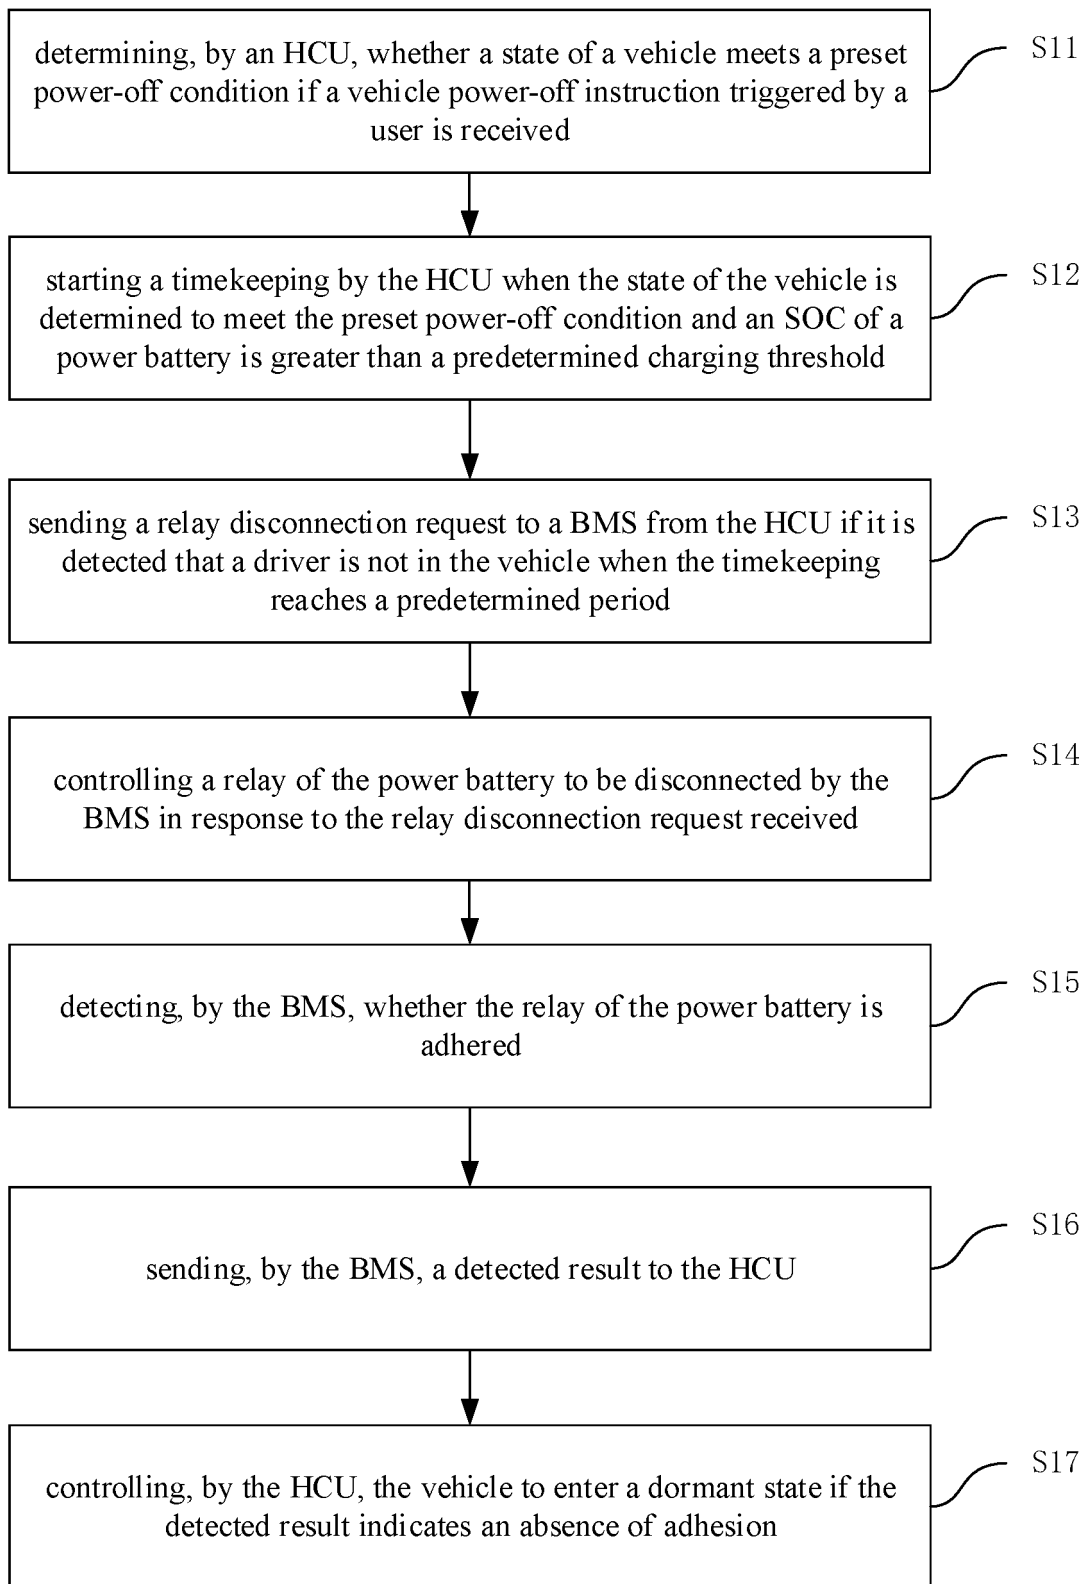 determining, by an HCU, whether a state of a vehicle meets a preset
power-off condition if a vehicle power-off instruction triggered by a
user is received
S11
starting a timekeeping by the HCU when the state of the vehicle is
determined to meet the preset power-off condition and an SOC of a
power battery is greater than a predetermined charging threshold
S12
sending a relay disconnection request to a BMS from the HCU if it is
detected that a driver is not in the vehicle when the timekeeping
reaches a predetermined period
S13
controlling a relay of the power battery to be disconnected by the
BMS in response to the relay disconnection request received
S14
detecting, by the BMS, whether the relay of the power battery is
adhered
S15
sending, by the BMS, a detected result to the HCU
S16
controlling, by the HCU, the vehicle to enter a dormant state if the
detected result indicates an absence of adhesion
S17